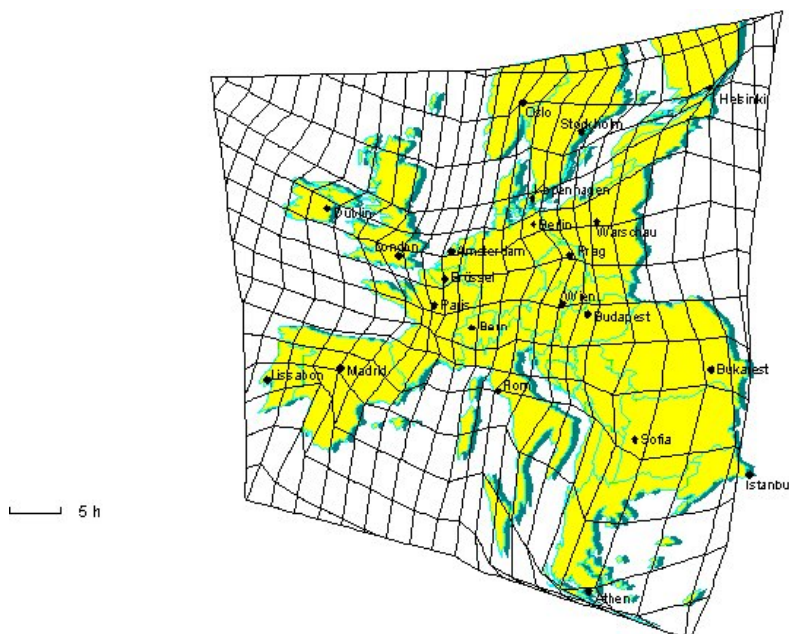 Helsinki
Oslo
Stockholm
Kopenhagen
Dublin
Berlin
Warschau
London
Amsterdam
Prag
Brüssel
Paris
Wien
Budapest
Bern
Lissabon
Madrid
Rom
Bukarest
Sofia
Istanbu
5 h
Athen